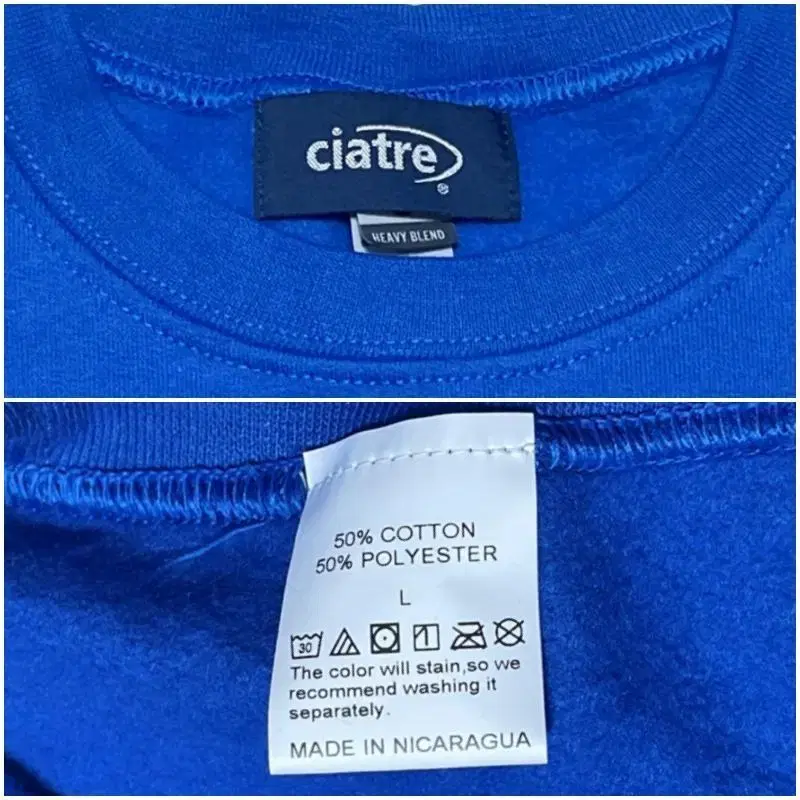 ciatre
®
HEAVY BLEND
50% COTTON
50% POLYESTER
L
30
The color will stain,so we
recommend washing it
separately.
MADE IN NICARAGUA